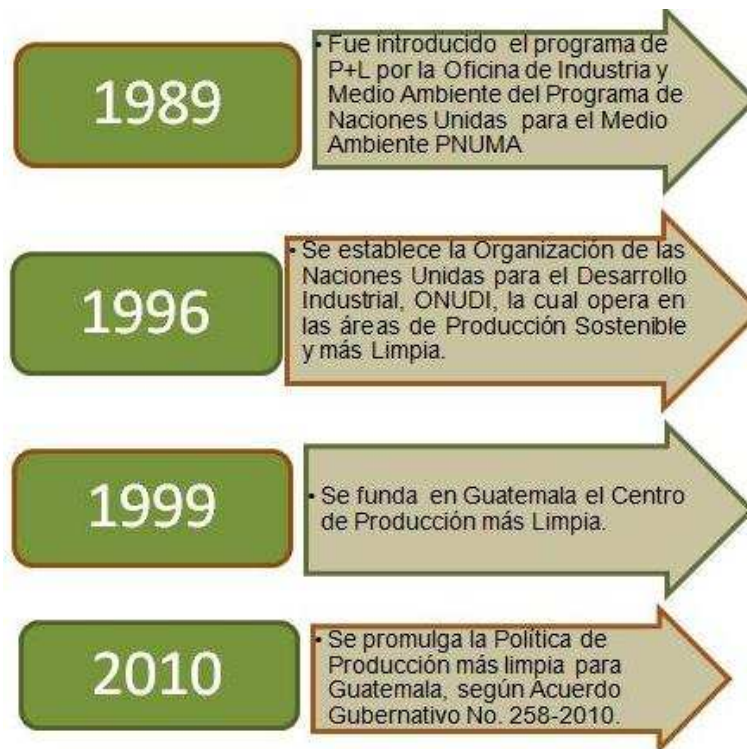 1989
• Fue introducido el programa de
P+L por la Oficina de Industria y
Medio Ambiente del Programa de
Naciones Unidas para el Medio
Ambiente PNUMA
1996
• Se establece la Organización de las
Naciones Unidas para el Desarrollo
Industrial, ONUDI, la cual opera en
las áreas de Producción Sostenible
y más Limpia.
1999
• Se funda en Guatemala el Centro
de Producción más Limpia.
2010
• Se promulga la Política de
Producción más limpia para
Guatemala, según Acuerdo
Gubernativo No. 258-2010.